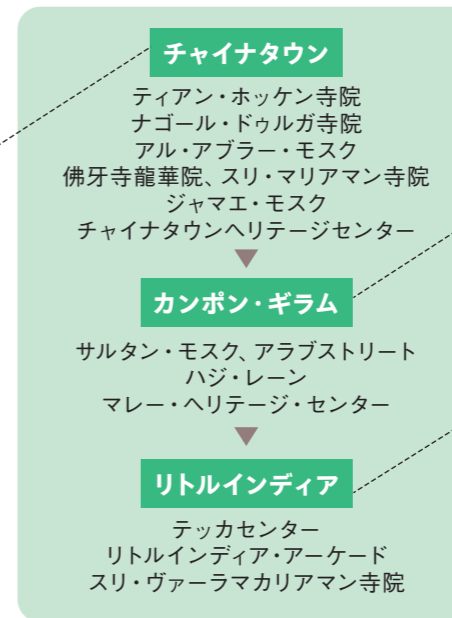 チャイナタウン
ティアン・ホッケン寺院
ナゴール・ドゥルガ寺院
アル・アブラー・モスク
佛牙寺龍華院、スリ・マリアマン寺院
ジャマエ・モスク
チャイナタウンヘリテージセンター
カンポン・ギラム
サルタン・モスク、アラブストリート
ハジ・レーン
マレー・ヘリテージ・センター
リトルインディア
テッカセンター
リトルインディア・アーケード
スリ・ヴァーラマカリアマン寺院